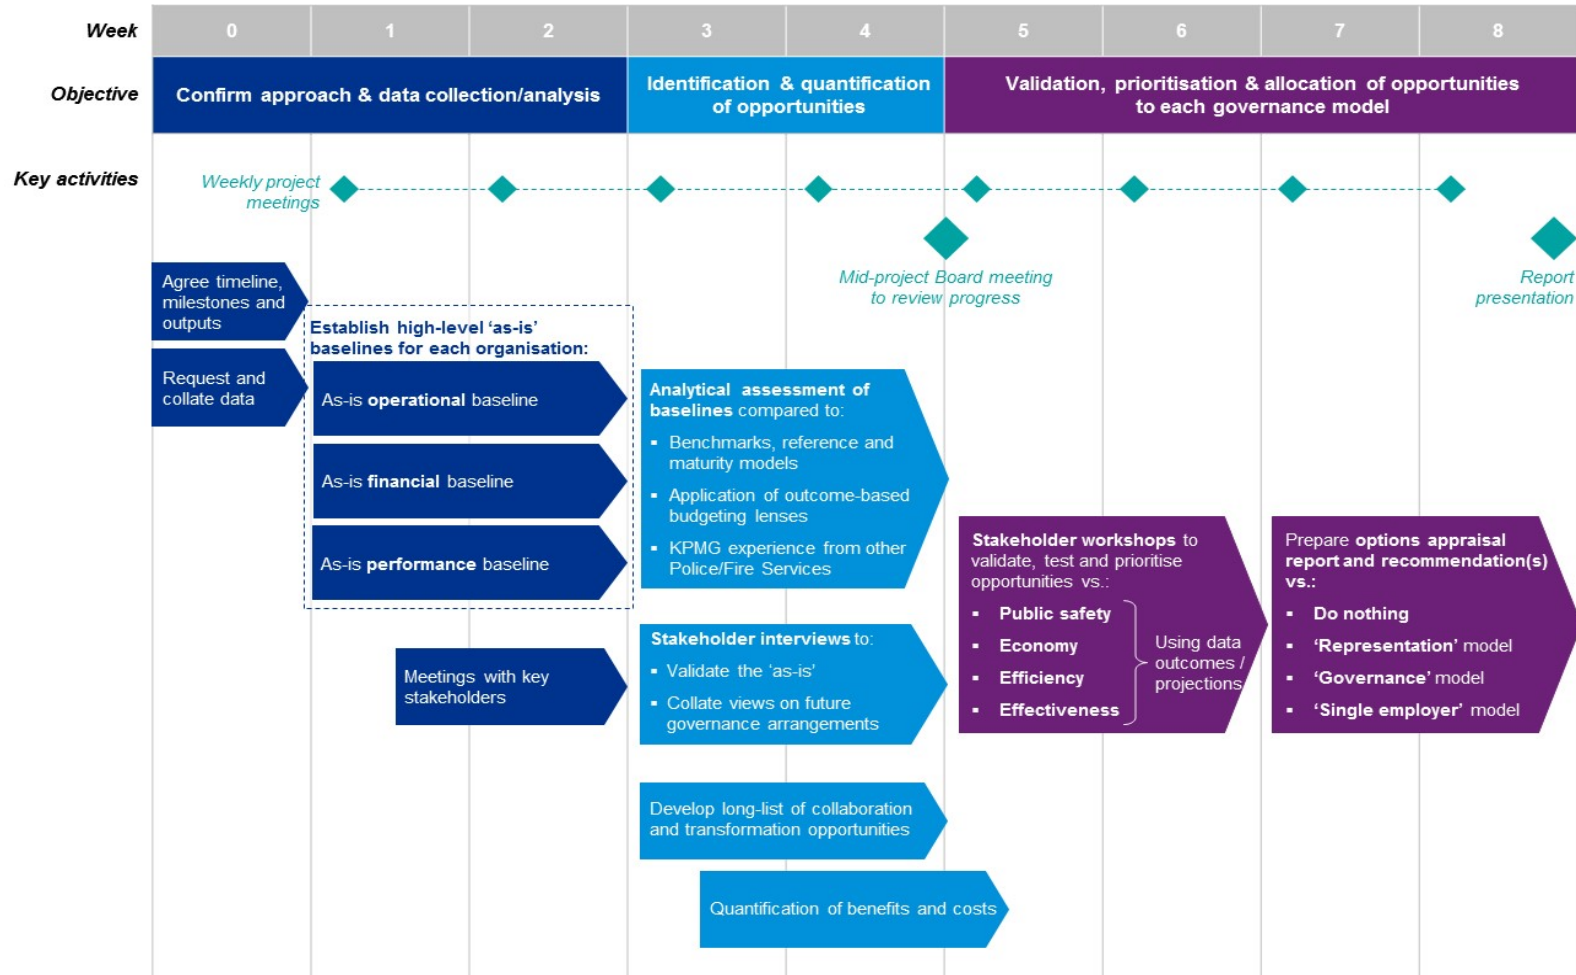 Week 0 1 2 3 4 5 6 7 8
Objective
Confirm approach & data collection/analysis
Identification & quantification
of opportunities
Validation, prioritisation & allocation of opportunities
to each governance model
Key activities
Weekly project
meetings
Mid-project Board meeting
to review progress
Report
presentation
Agree timeline,
milestones and
outputs
Request and
collate data
Establish high-level ‘as-is’
baselines for each organisation:
As-is operational baseline
As-is financial baseline
As-is performance baseline
Meetings with key
stakeholders
Analytical assessment of
baselines compared to:
▪ Benchmarks, reference and
maturity models
▪ Application of outcome-based
budgeting lenses
▪ KPMG experience from other
Police/Fire Services
Stakeholder interviews to:
▪ Validate the ‘as-is’
▪ Collate views on future
governance arrangements
Develop long-list of collaboration
and transformation opportunities
Quantification of benefits and costs
Stakeholder workshops to
validate, test and prioritise
opportunities vs.:
▪ Public safety
▪ Economy
▪ Efficiency
▪ Effectiveness
Using data
outcomes /
projections
Prepare options appraisal
report and recommendation(s)
vs.:
▪ Do nothing
▪ ‘Representation’ model
▪ ‘Governance’ model
▪ ‘Single employer’ model